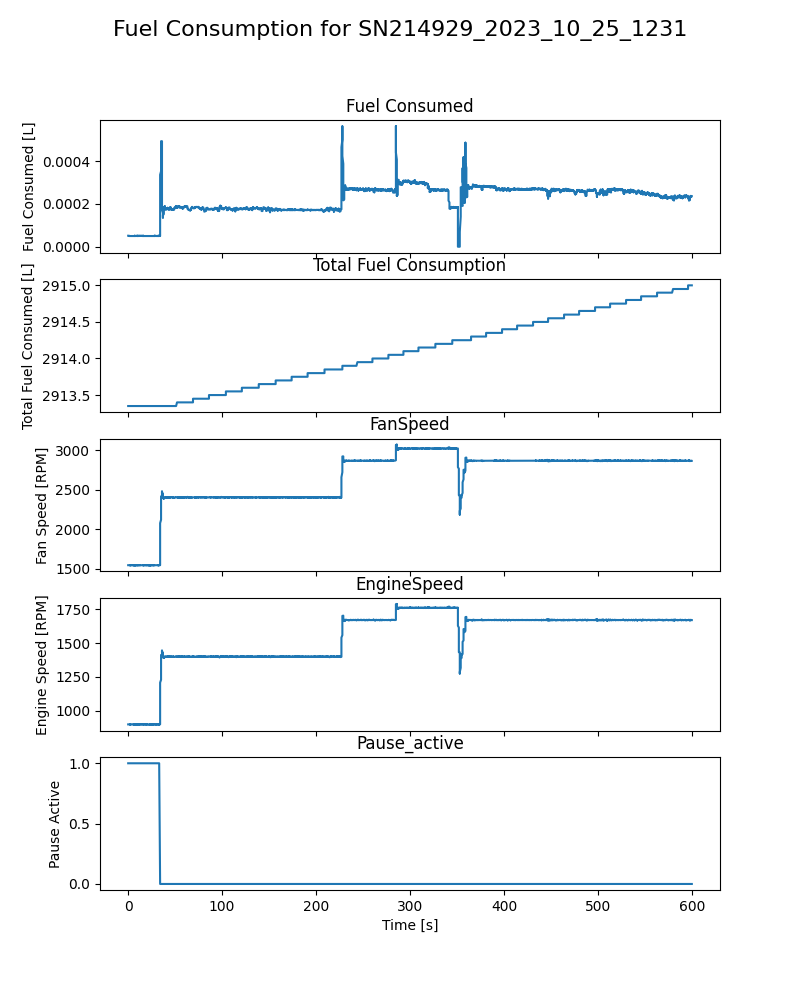 Fuel Consumption for SN214929_2023_10_25_1231
Fuel Consumed
Fuel Consumed [L]
0.0004
0.0002
0.0000
Total Fuel Consumption
Total Fuel Consumed [L]
2915.0
2914.5
2914.0
2913.5
FanSpeed
Fan Speed [RPM]
3000
2500
2000
1500
EngineSpeed
Engine Speed [RPM]
1750
1500
1250
1000
Pause_active
Pause Active
1.0
0.5
0.0
0 100 200 300 400 500 600
Time [s]